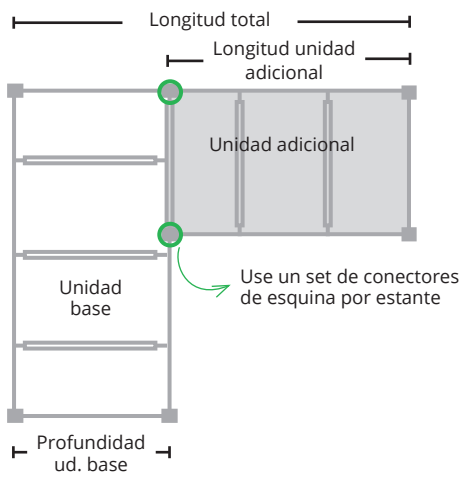 Longitud total
Longitud unidad
adicional
Unidad adicional
Use un set de conectores
de esquina por estante
Unidad
base
Profundidad
ud. base